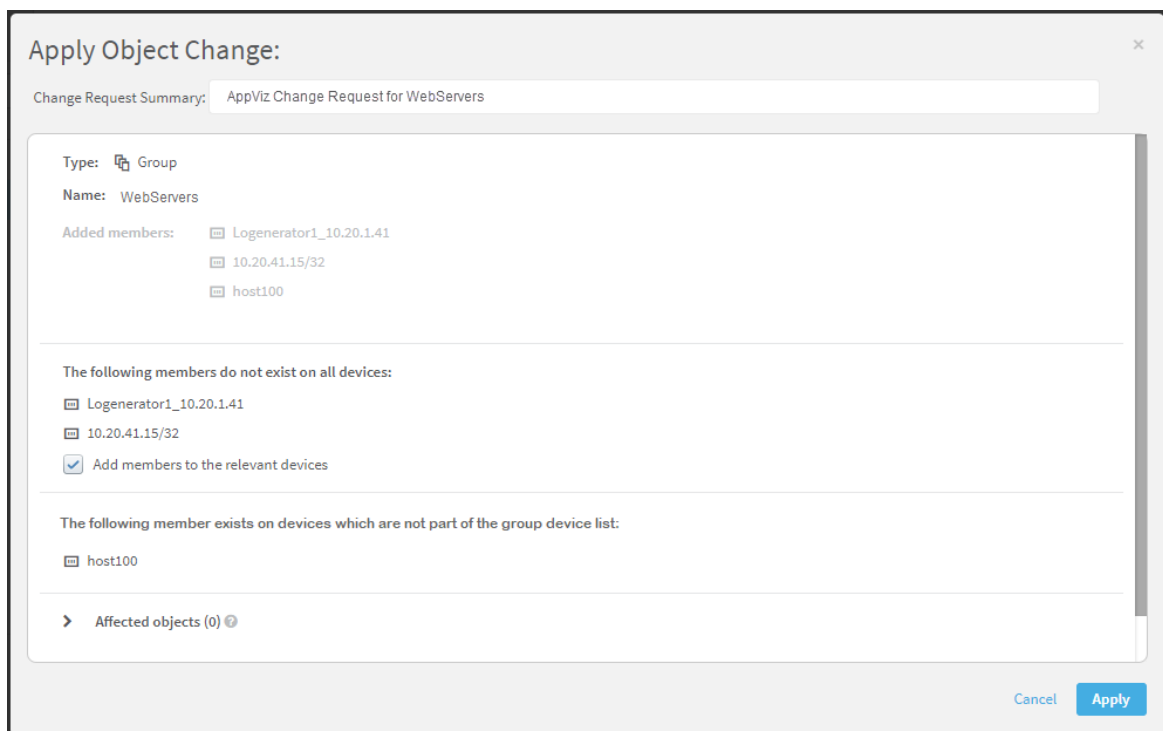 Apply Object Change:
Change Request Summary: AppViz Change Request for WebServers
Type: Group
Name: WebServers
Added members: Logenerator1_10.20.1.41
10.20.41.15/32
host100
The following members do not exist on all devices:
Logenerator1_10.20.1.41
10.20.41.15/32
Add members to the relevant devices
The following member exists on devices which are not part of the group device list:
host100
Affected objects (0)
Cancel Apply